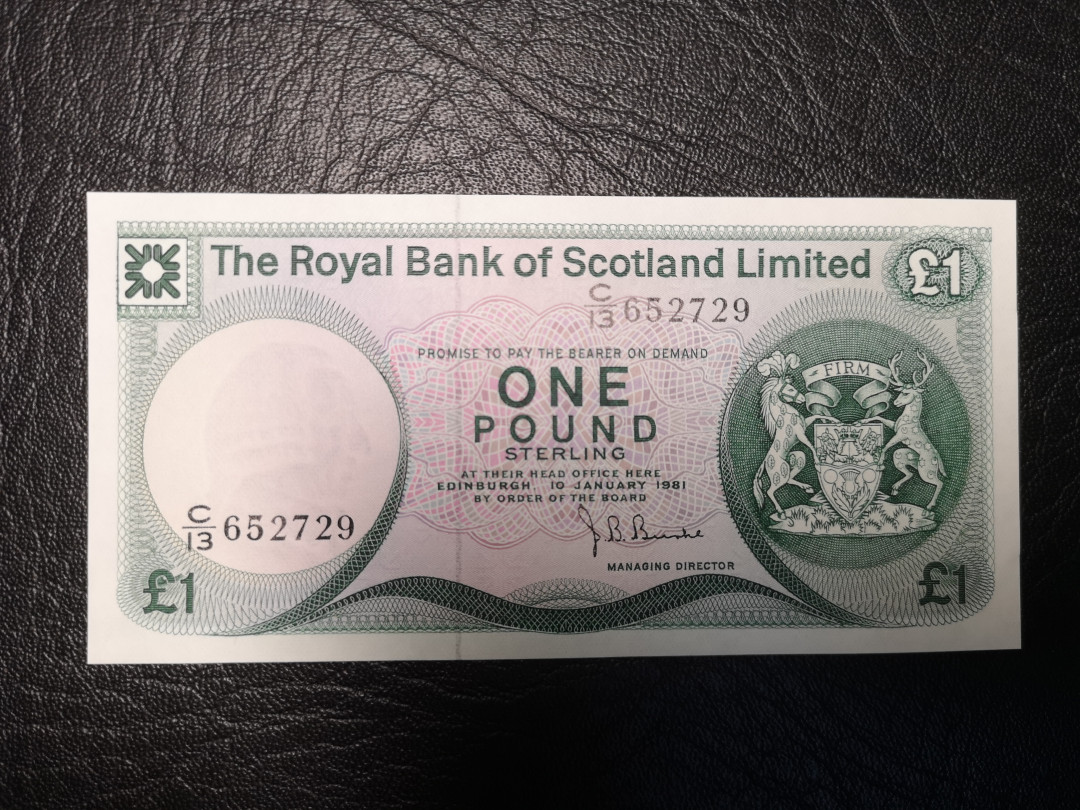 The Royal Bank of Scotland Limited
£1
C/13 652729
PROMISE TO PAY THE BEARER ON DEMAND
ONE
POUND
STERLING
AT THEIR HEAD OFFICE HERE
EDINBURGH, 10 JANUARY 1981
BY ORDER OF THE BOARD
J.B. Burke
MANAGING DIRECTOR
FIRM
C/13 652729
£1
£1